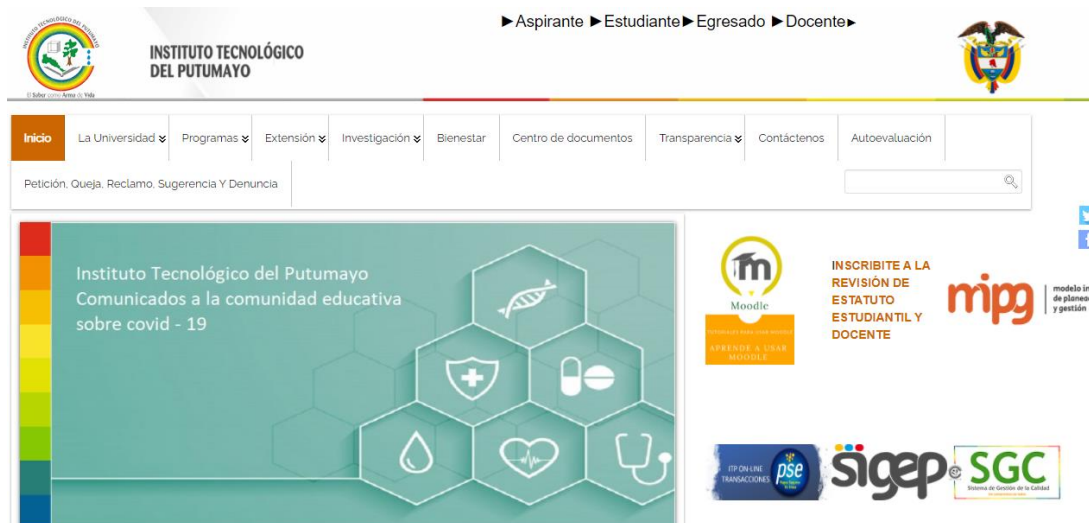 ►Aspirante ►Estudiante►Egresado ►Docente►
INSTITUTO TECNOLÓGICO
DEL PUTUMAYO
El Saber como Arma de Vida
Inicio
La Universidad
Programas
Extensión
Investigación
Bienestar
Centro de documentos
Transparencia
Contáctenos
Autoevaluación
Petición, Queja, Reclamo, Sugerencia Y Denuncia
Instituto Tecnológico del Putumayo
Comunicados a la comunidad educativa
sobre covid - 19
m
Moodle
APRENDE A USAR
MOODLE
INSCRIBITE A LA
REVISIÓN DE
ESTATUTO
ESTUDIANTIL Y
DOCENTE
mipg
modelo in
de planeac
y gestión
ITP ON-LINE
TRANSACCIONES
pse
sigep
SGC
Sistema de Gestión de la Calidad